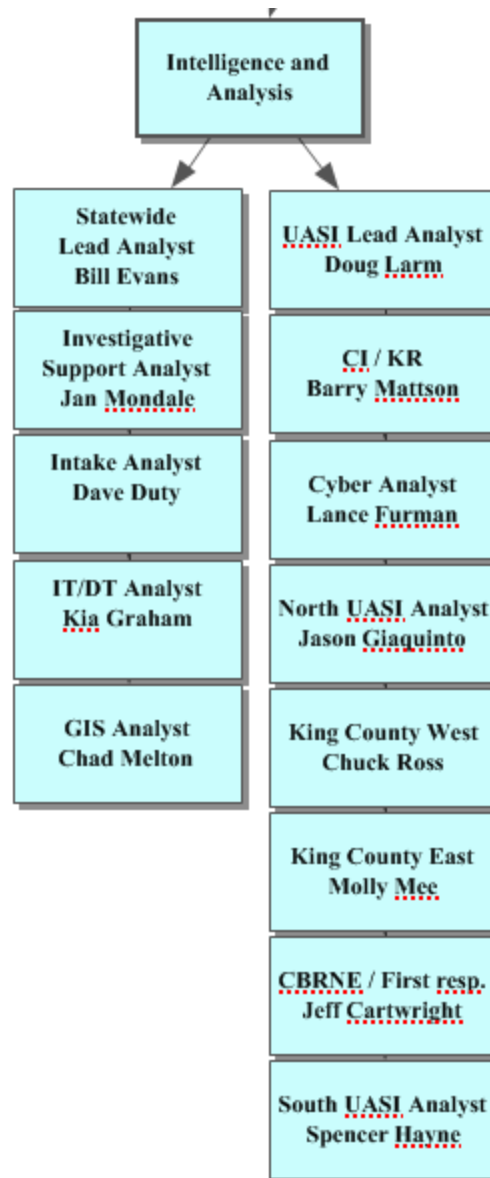 Intelligence and
Analysis
Statewide
Lead Analyst
Bill Evans
Investigative
Support Analyst
Jan Mondale
Intake Analyst
Dave Duty
IT/DT Analyst
Kia Graham
GIS Analyst
Chad Melton
UASI Lead Analyst
Doug Larm
CI / KR
Barry Mattson
Cyber Analyst
Lance Furman
North UASI Analyst
Jason Giaquinto
King County West
Chuck Ross
King County East
Molly Mee
CBRNE / First resp.
Jeff Cartwright
South UASI Analyst
Spencer Hayne